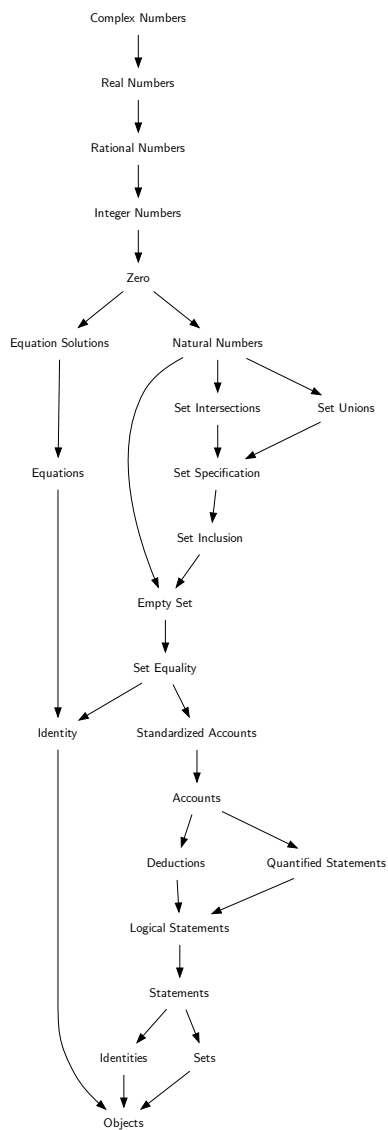 Complex Numbers
Real Numbers
Rational Numbers
Integer Numbers
Zero
Equation Solutions
Natural Numbers
Set Intersections
Set Unions
Equations
Set Specification
Set Inclusion
Empty Set
Set Equality
Identity
Standardized Accounts
Accounts
Deductions
Quantified Statements
Logical Statements
Statements
Identities
Sets
Objects